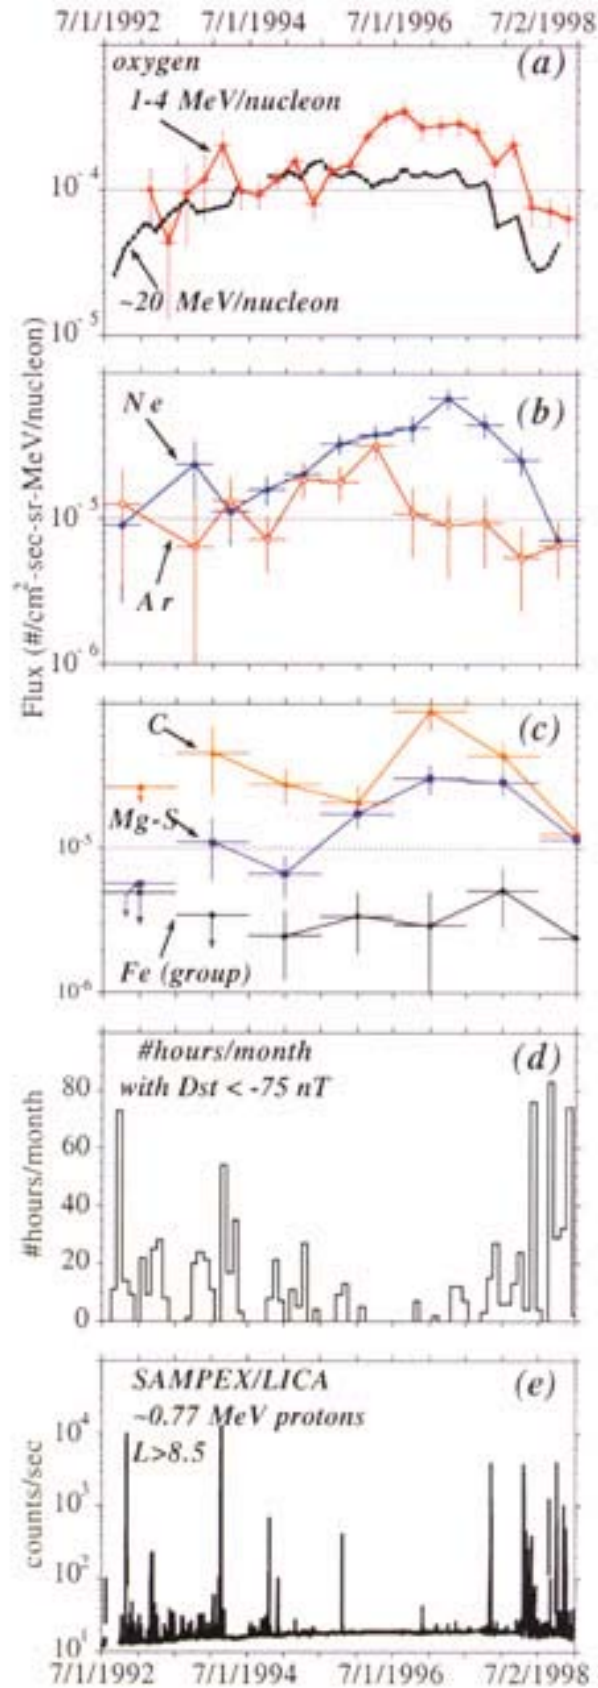 7/1/1992 7/1/1994 7/1/1996 7/2/1998
oxygen (a)
1-4 MeV/nucleon
10⁻⁴
~20 MeV/nucleon
10⁻⁵
Flux (#/cm²-sec-sr-MeV/nucleon)
Ne (b)
10⁻⁵
Ar
10⁻⁶
C (c)
Mg-S
10⁻⁵
Fe (group)
10⁻⁶
#hours/month (d)
with Dst < -75 nT
#hours/month
80
60
40
20
0
SAMPEX/LICA (e)
~0.77 MeV protons
L>8.5
counts/sec
10⁴
10³
10²
10¹
7/1/1992 7/1/1994 7/1/1996 7/2/1998